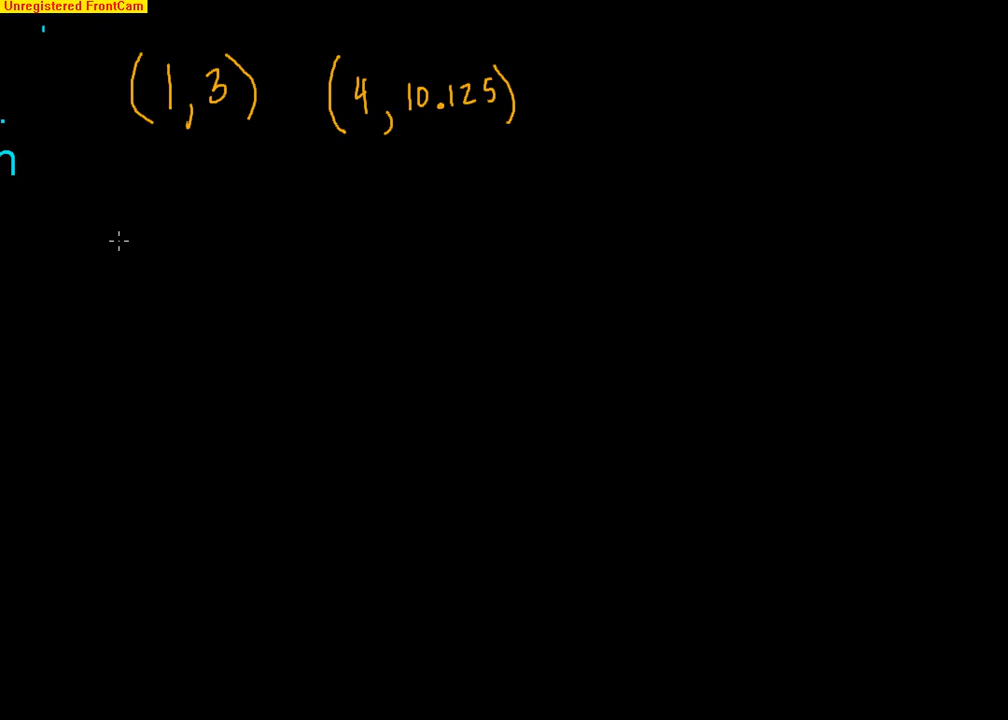 Unregistered FrontCam
(1,3) (4,10.125)
n